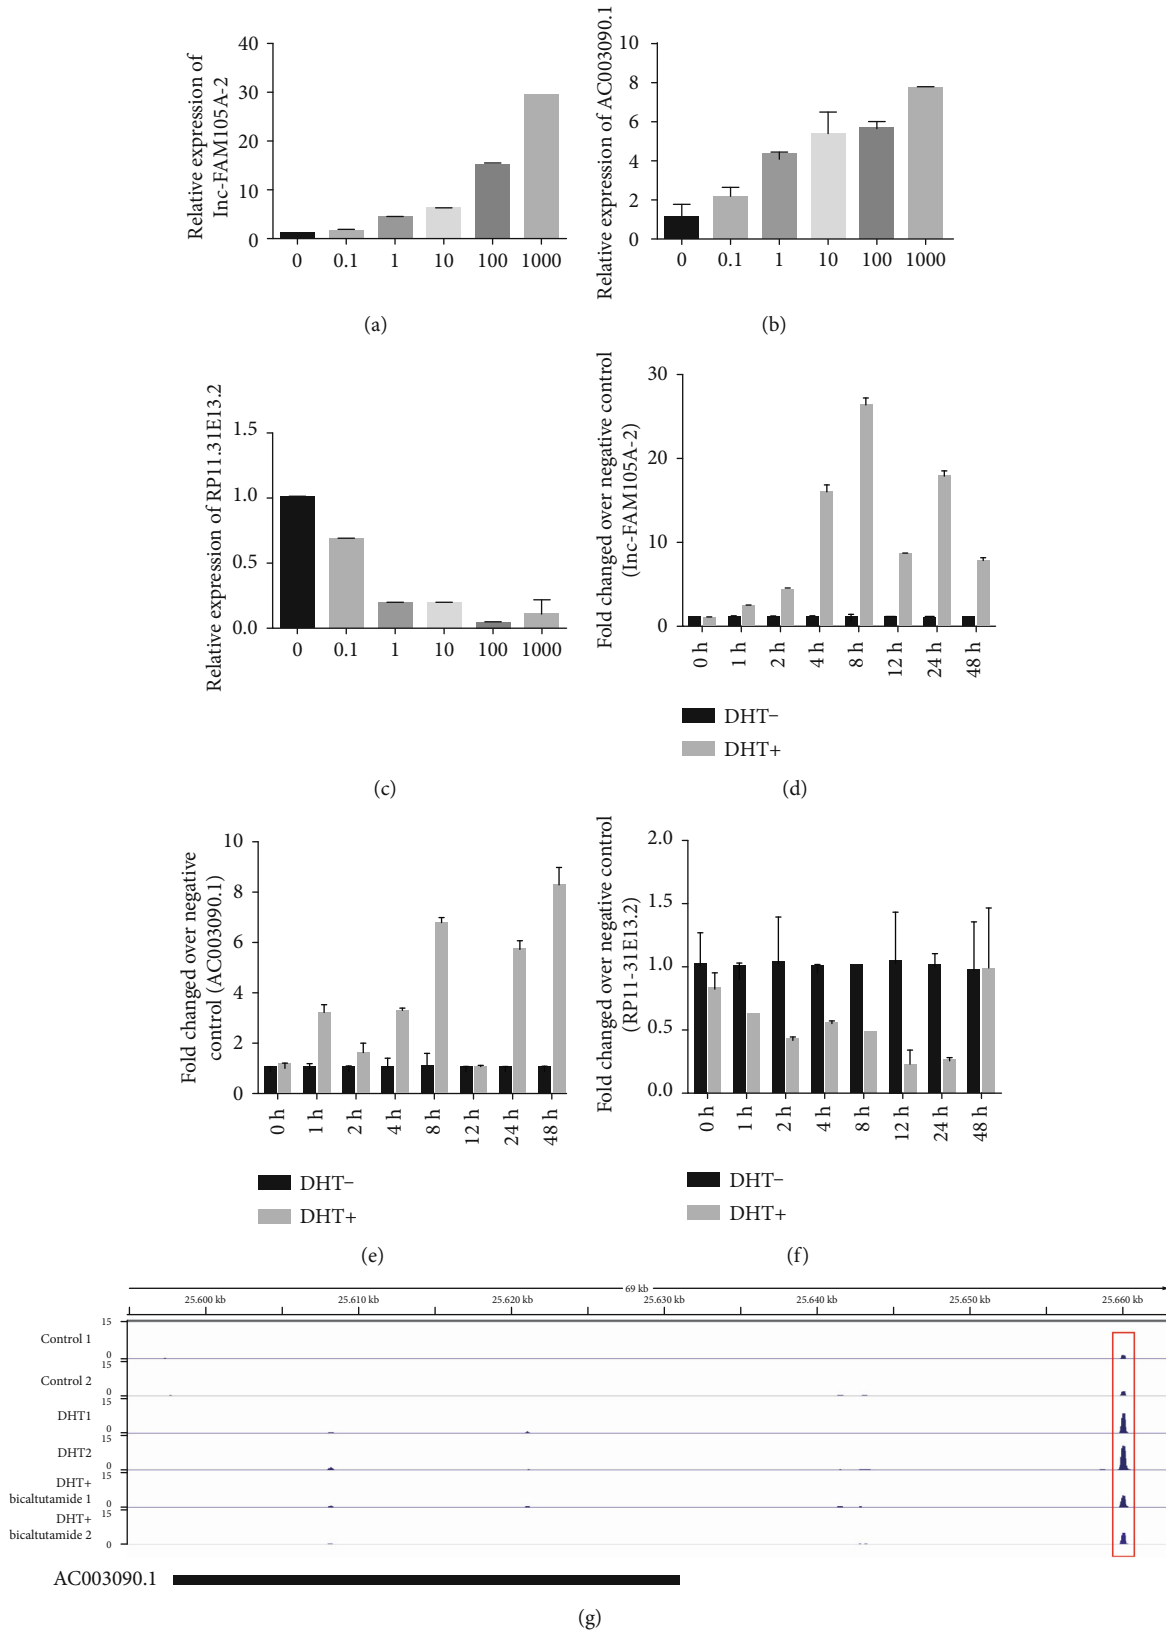 Relative expression of
lnc-FAM105A-2
40
30
20
10
0
0 0.1 1 10 100 1000
(a)
Relative expression of AC003090.1
10
8
6
4
2
0
0 0.1 1 10 100 1000
(b)
Relative expression of RP11.31E13.2
1.5
1.0
0.5
0.0
0 0.1 1 10 100 1000
(c)
Fold changed over negative control
(lnc-FAM105A-2)
30
20
10
0
0 h 1 h 2 h 4 h 8 h 12 h 24 h 48 h
DHT−
DHT+
(d)
Fold changed over negative
control (AC003090.1)
10
8
6
4
2
0
0 h 1 h 2 h 4 h 8 h 12 h 24 h 48 h
DHT−
DHT+
(e)
Fold changed over negative control
(RP11-31E13.2)
2.0
1.5
1.0
0.5
0.0
0 h 1 h 2 h 4 h 8 h 12 h 24 h 48 h
DHT−
DHT+
(f)
69 kb
25.600 kb 25.610 kb 25.620 kb 25.630 kb 25.640 kb 25.650 kb 25.660 kb
15
Control 1
0
15
Control 2
0
15
DHT1
0
15
DHT2
0
15
DHT+
bicaltutamide 1
0
15
DHT+
bicaltutamide 2
0
AC003090.1
(g)